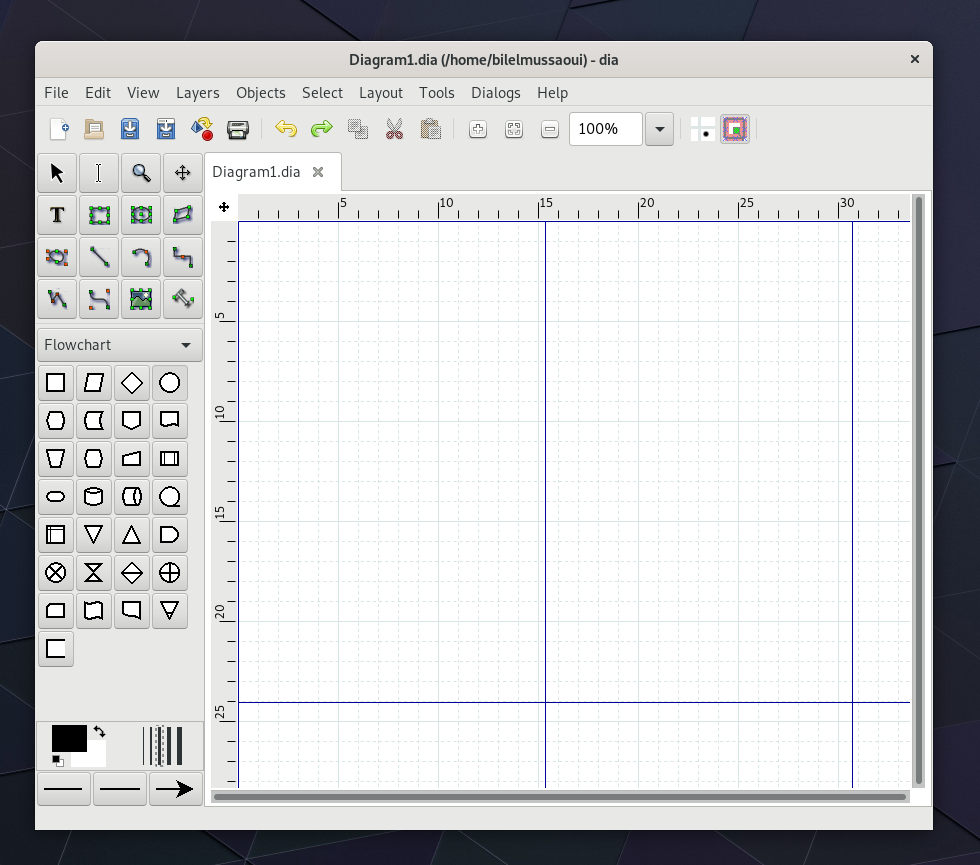 Diagram1.dia (/home/bilelmussaoui) - dia
File Edit View Layers Objects Select Layout Tools Dialogs Help
100%
Diagram1.dia
5 10 15 20 25 30
T
5
10
15
20
25
Flowchart